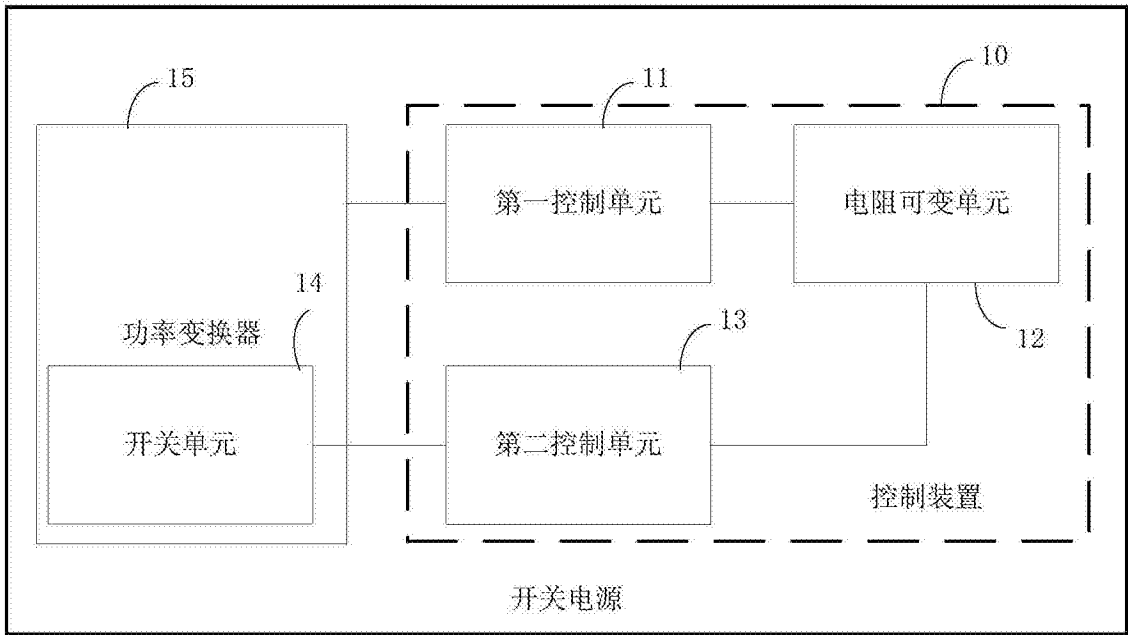 15
11
10
第一控制单元
电阻可变单元
14
功率变换器
13
12
开关单元
第二控制单元
控制装置
开关电源